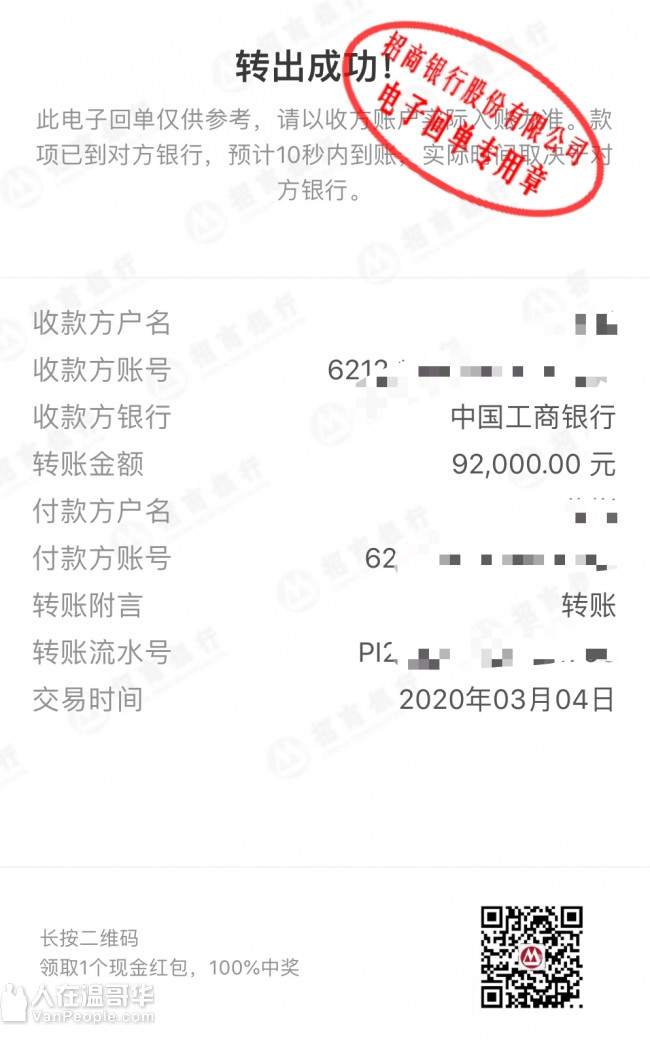 转出成功!
招商银行股份有限公司
电子回单专用章
此电子回单仅供参考，请以收方账户实际入账为准。款
项已到对方银行，预计10秒内到账，实际时间取决于对
方银行。
收款方户名
收款方账号 6212
收款方银行 中国工商银行
转账金额 92,000.00 元
付款方户名
付款方账号 62
转账附言 转账
转账流水号 PI2
交易时间 2020年03月04日
长按二维码
领取1个现金红包，100%中奖
人在温哥华
VanPeople.com